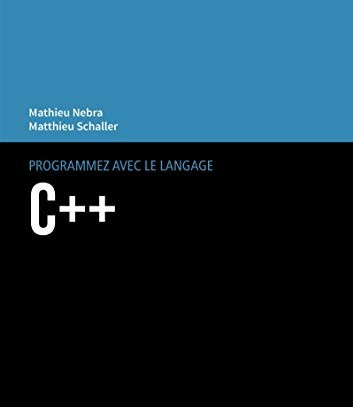 Mathieu Nebra
Matthieu Schaller
PROGRAMMEZ AVEC LE LANGAGE
C++